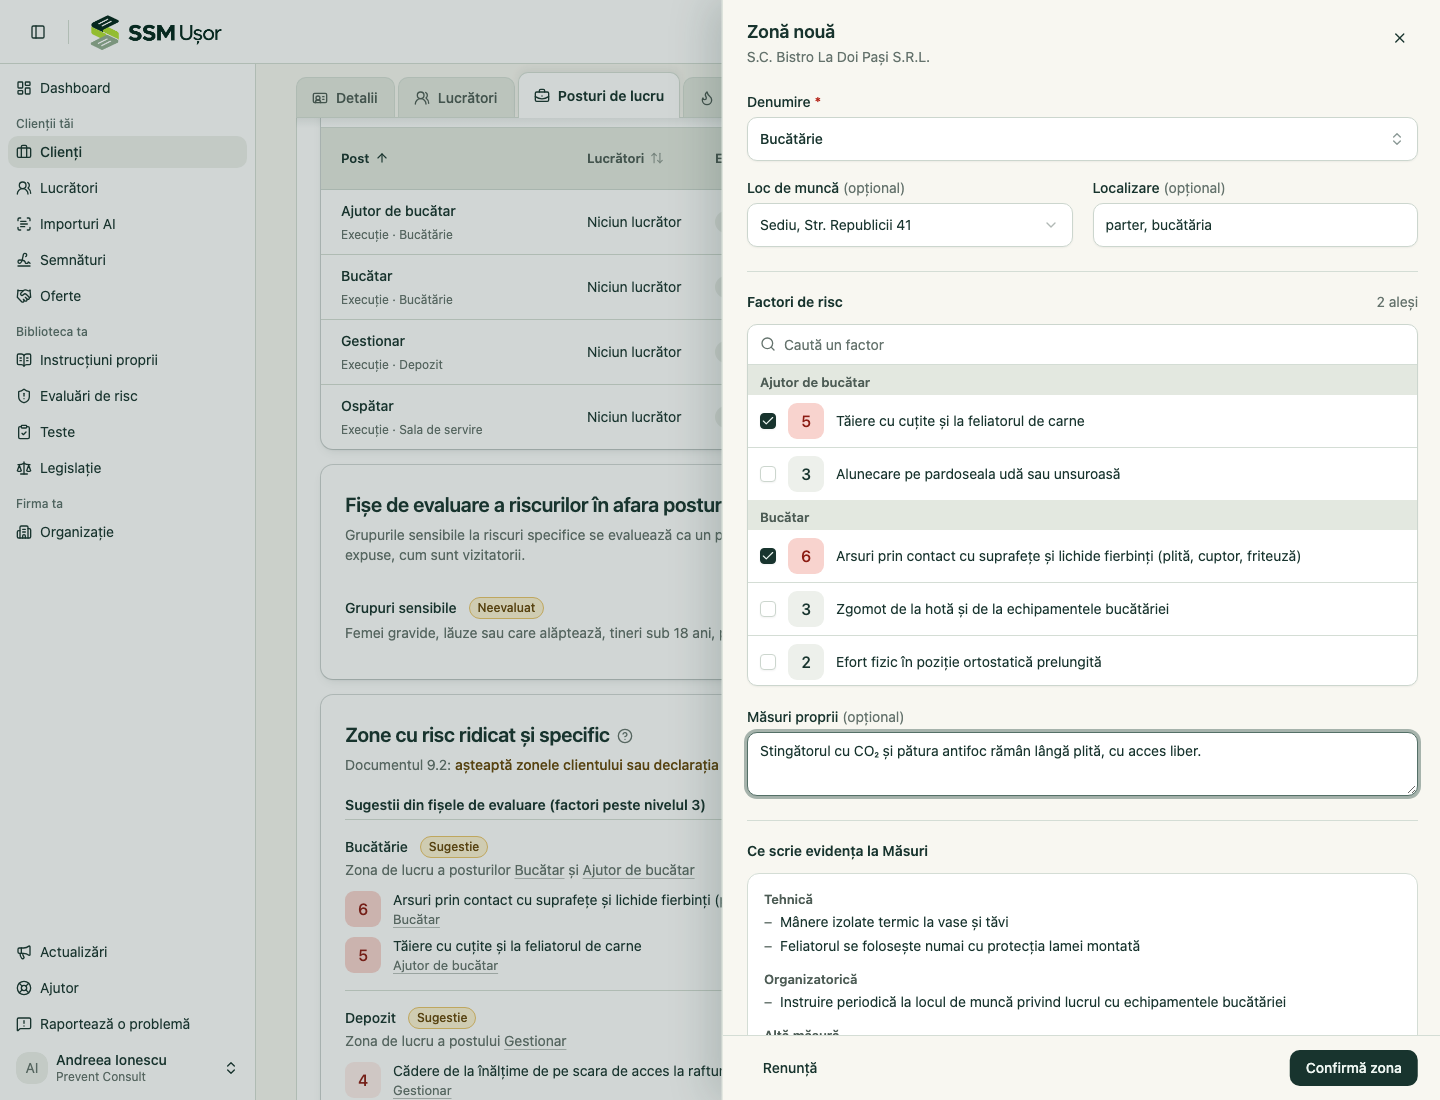 SSM Ușor
Dashboard
Clienții tăi
Clienți
Lucrători
Importuri AI
Semnături
Oferte
Biblioteca ta
Instrucțiuni proprii
Evaluări de risc
Teste
Legislație
Firma ta
Organizație
Actualizări
Ajutor
Raportează o problemă
AI
Andreea Ionescu
Prevent Consult
Detalii
Lucrători
Posturi de lucru
Post
Lucrători
Ajutor de bucătar
Execuție · Bucătărie
Niciun lucrător
Bucătar
Execuție · Bucătărie
Niciun lucrător
Gestionar
Execuție · Depozit
Niciun lucrător
Ospătar
Execuție · Sala de servire
Niciun lucrător
Fișe de evaluare a riscurilor în afara postur
Grupurile sensibile la riscuri specifice se evaluează ca un p
expuse, cum sunt vizitatorii.
Grupuri sensibile Neevaluat
Femei gravide, lăuze sau care alăptează, tineri sub 18 ani,
Zone cu risc ridicat și specific
Documentul 9.2: așteaptă zonele clientului sau declarația
Sugestii din fișele de evaluare (factori peste nivelul 3)
Bucătărie Sugestie
Zona de lucru a posturilor Bucătar și Ajutor de bucătar
6 Arsuri prin contact cu suprafețe și lichide fierbinți
Bucătar
5 Tăiere cu cuțite și la feliatorul de carne
Ajutor de bucătar
Depozit Sugestie
Zona de lucru a postului Gestionar
4 Cădere de la înălțime de pe scara de acces la raftur
Gestionar
Zonă nouă
S.C. Bistro La Doi Pași S.R.L.
Denumire *
Bucătărie
Loc de muncă (opțional)
Sediu, Str. Republicii 41
Localizare (opțional)
parter, bucătăria
Factori de risc
2 aleși
Caută un factor
Ajutor de bucătar
5 Tăiere cu cuțite și la feliatorul de carne
3 Alunecare pe pardoseala udă sau unsuroasă
Bucătar
6 Arsuri prin contact cu suprafețe și lichide fierbinți (plită, cuptor, friteuză)
3 Zgomot de la hotă și de la echipamentele bucătăriei
2 Efort fizic în poziție ortostatică prelungită
Măsuri proprii (opțional)
Stingătorul cu CO₂ și pătura antifoc rămân lângă plită, cu acces liber.
Ce scrie evidența la Măsuri
Tehnică
– Mânere izolate termic la vase și tăvi
– Feliatorul se folosește numai cu protecția lamei montată
Organizatorică
– Instruire periodică la locul de muncă privind lucrul cu echipamentele bucătăriei
Altă măsură
Renunță
Confirmă zona